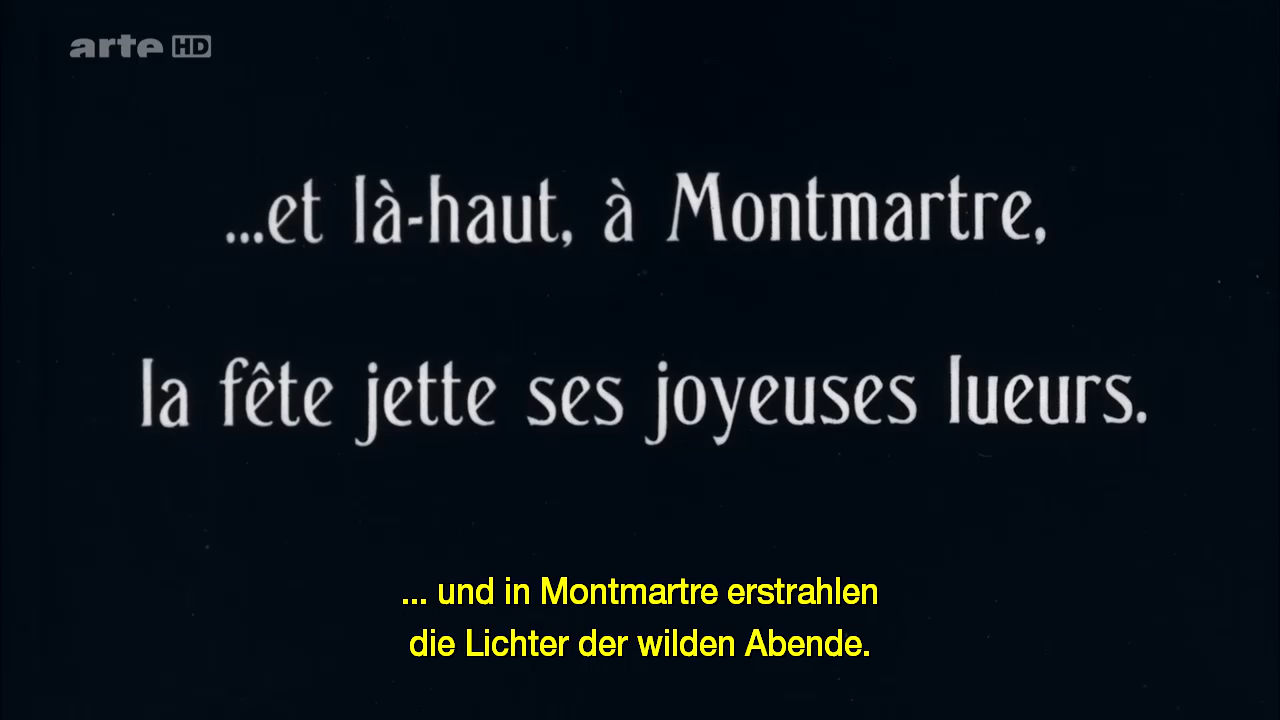 arte HD
...et là-haut, à Montmartre,
la fête jette ses joyeuses lueurs.
... und in Montmartre erstrahlen
die Lichter der wilden Abende.